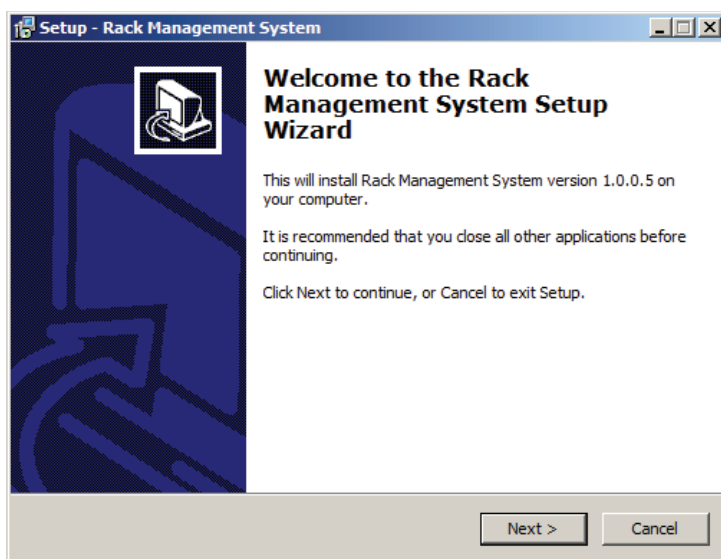 Setup - Rack Management System
Welcome to the Rack
Management System Setup
Wizard
This will install Rack Management System version 1.0.0.5 on
your computer.
It is recommended that you close all other applications before
continuing.
Click Next to continue, or Cancel to exit Setup.
Next >
Cancel